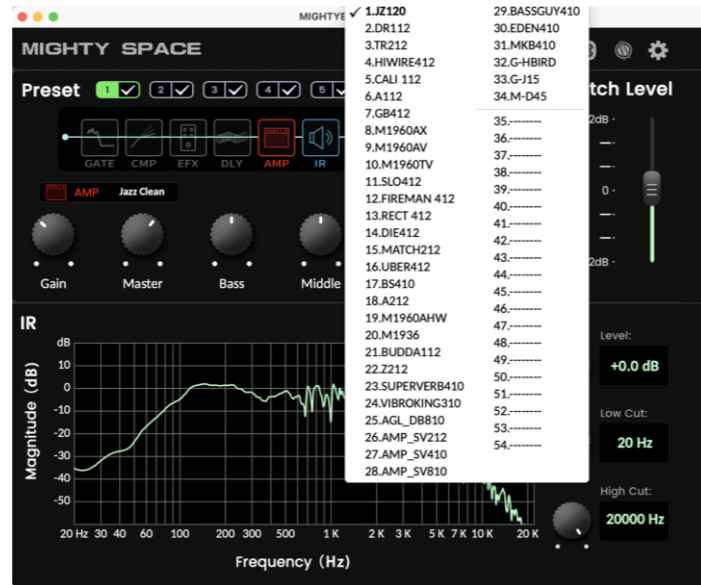 MIGHTYE
MIGHTY SPACE
Preset
1
2
3
4
5
tch Level
GATE
CMP
EFX
DLY
AMP
IR
AMP
Jazz Clean
Gain
Master
Bass
Middle
✓ 1.JZ120
2.DR112
3.TR212
4.HIWIRE412
5.CALI 112
6.A112
7.GB412
8.M1960AX
9.M1960AV
10.M1960TV
11.SLO412
12.FIREMAN 412
13.RECT 412
14.DIE412
15.MATCH212
16.UBER412
17.BS410
18.A212
19.M1960AHW
20.M1936
21.BUDDA112
22.Z212
23.SUPERVERB410
24.VIBROKING310
25.AGL_DB810
26.AMP_SV212
27.AMP_SV410
28.AMP_SV810
29.BASSGUY410
30.EDEN410
31.MKB410
32.G-HBIRD
33.G-J15
34.M-D45
35.--------
36.--------
37.--------
38.--------
39.--------
40.--------
41.--------
42.--------
43.--------
44.--------
45.--------
46.--------
47.--------
48.--------
49.--------
50.--------
51.--------
52.--------
53.--------
54.--------
2dB
0
2dB
IR
Magnitude (dB)
dB
10
0
-10
-20
-30
-40
-50
20 Hz 30 40 60 100 200 300 500 1 K 2 K 3 K 5 K 7 K 10 K 20 K
Frequency (Hz)
Level:
+0.0 dB
Low Cut:
20 Hz
High Cut:
20000 Hz